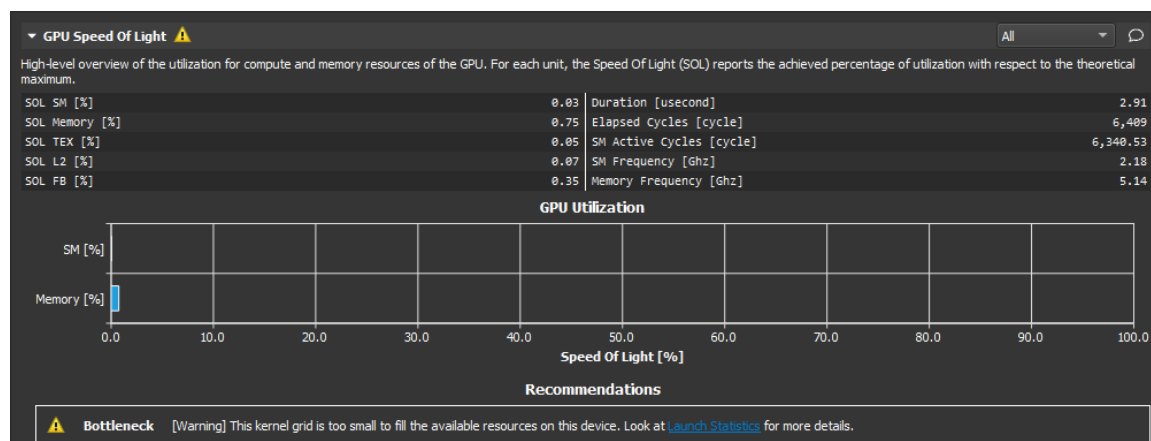 GPU Speed Of Light
All
High-level overview of the utilization for compute and memory resources of the GPU. For each unit, the Speed Of Light (SOL) reports the achieved percentage of utilization with respect to the theoretical
maximum.
SOL SM [%] 0.03 Duration [usecond] 2.91
SOL Memory [%] 0.75 Elapsed Cycles [cycle] 6,409
SOL TEX [%] 0.05 SM Active Cycles [cycle] 6,340.53
SOL L2 [%] 0.07 SM Frequency [Ghz] 2.18
SOL FB [%] 0.35 Memory Frequency [Ghz] 5.14
GPU Utilization
SM [%]
Memory [%]
0.0 10.0 20.0 30.0 40.0 50.0 60.0 70.0 80.0 90.0 100.0
Speed Of Light [%]
Recommendations
Bottleneck [Warning] This kernel grid is too small to fill the available resources on this device. Look at Launch Statistics for more details.